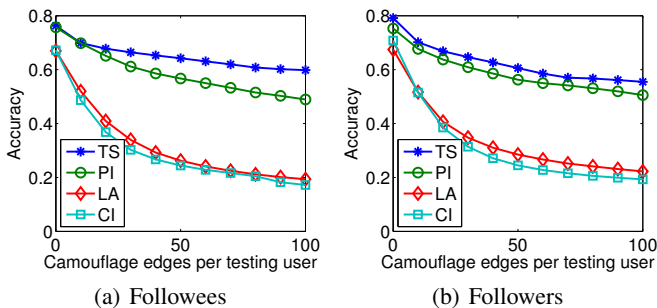 0.8
0.6
0.4
0.2
0
Accuracy
TS
PI
LA
CI
0 50 100
Camouflage edges per testing user
(a) Followees
0.8
0.6
0.4
0.2
0
Accuracy
TS
PI
LA
CI
0 50 100
Camouflage edges per testing user
(b) Followers